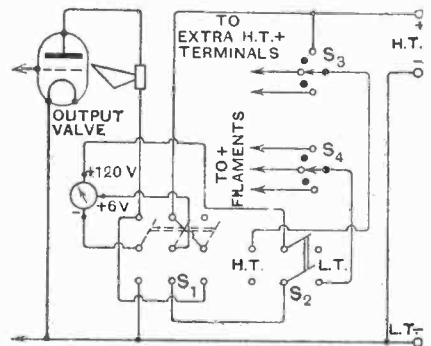 TO
EXTRA H.T.+
TERMINALS
+
H.T.
-
S3
OUTPUT
VALVE
S4
TO +
FILAMENTS
+120 V
+6V
-
H.T.
L.T.
S1
S2
L.T.-